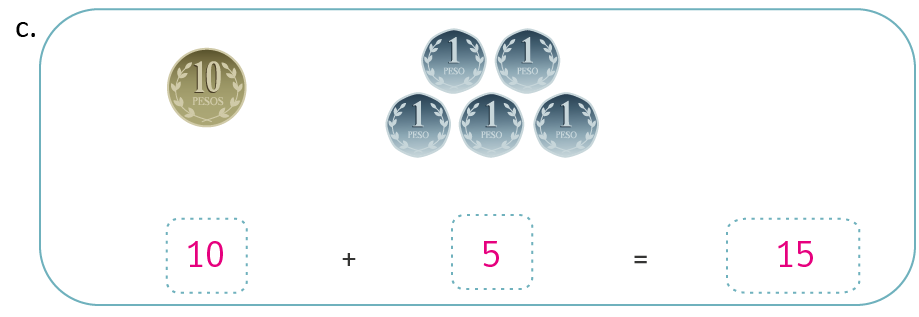 c.
10
PESOS
1
PESO
1
PESO
1
PESO
1
PESO
1
PESO
10 + 5 = 15